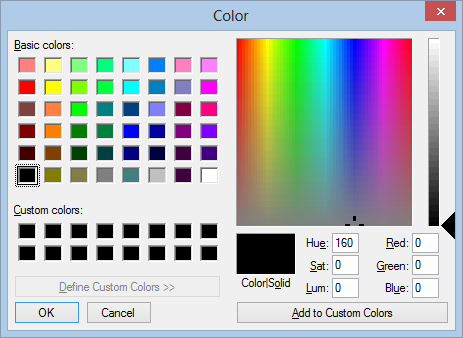 Color
Basic colors:
Custom colors:
Define Custom Colors >>
OK Cancel
Color|Solid
Hue: 160 Red: 0
Sat: 0 Green: 0
Lum: 0 Blue: 0
Add to Custom Colors